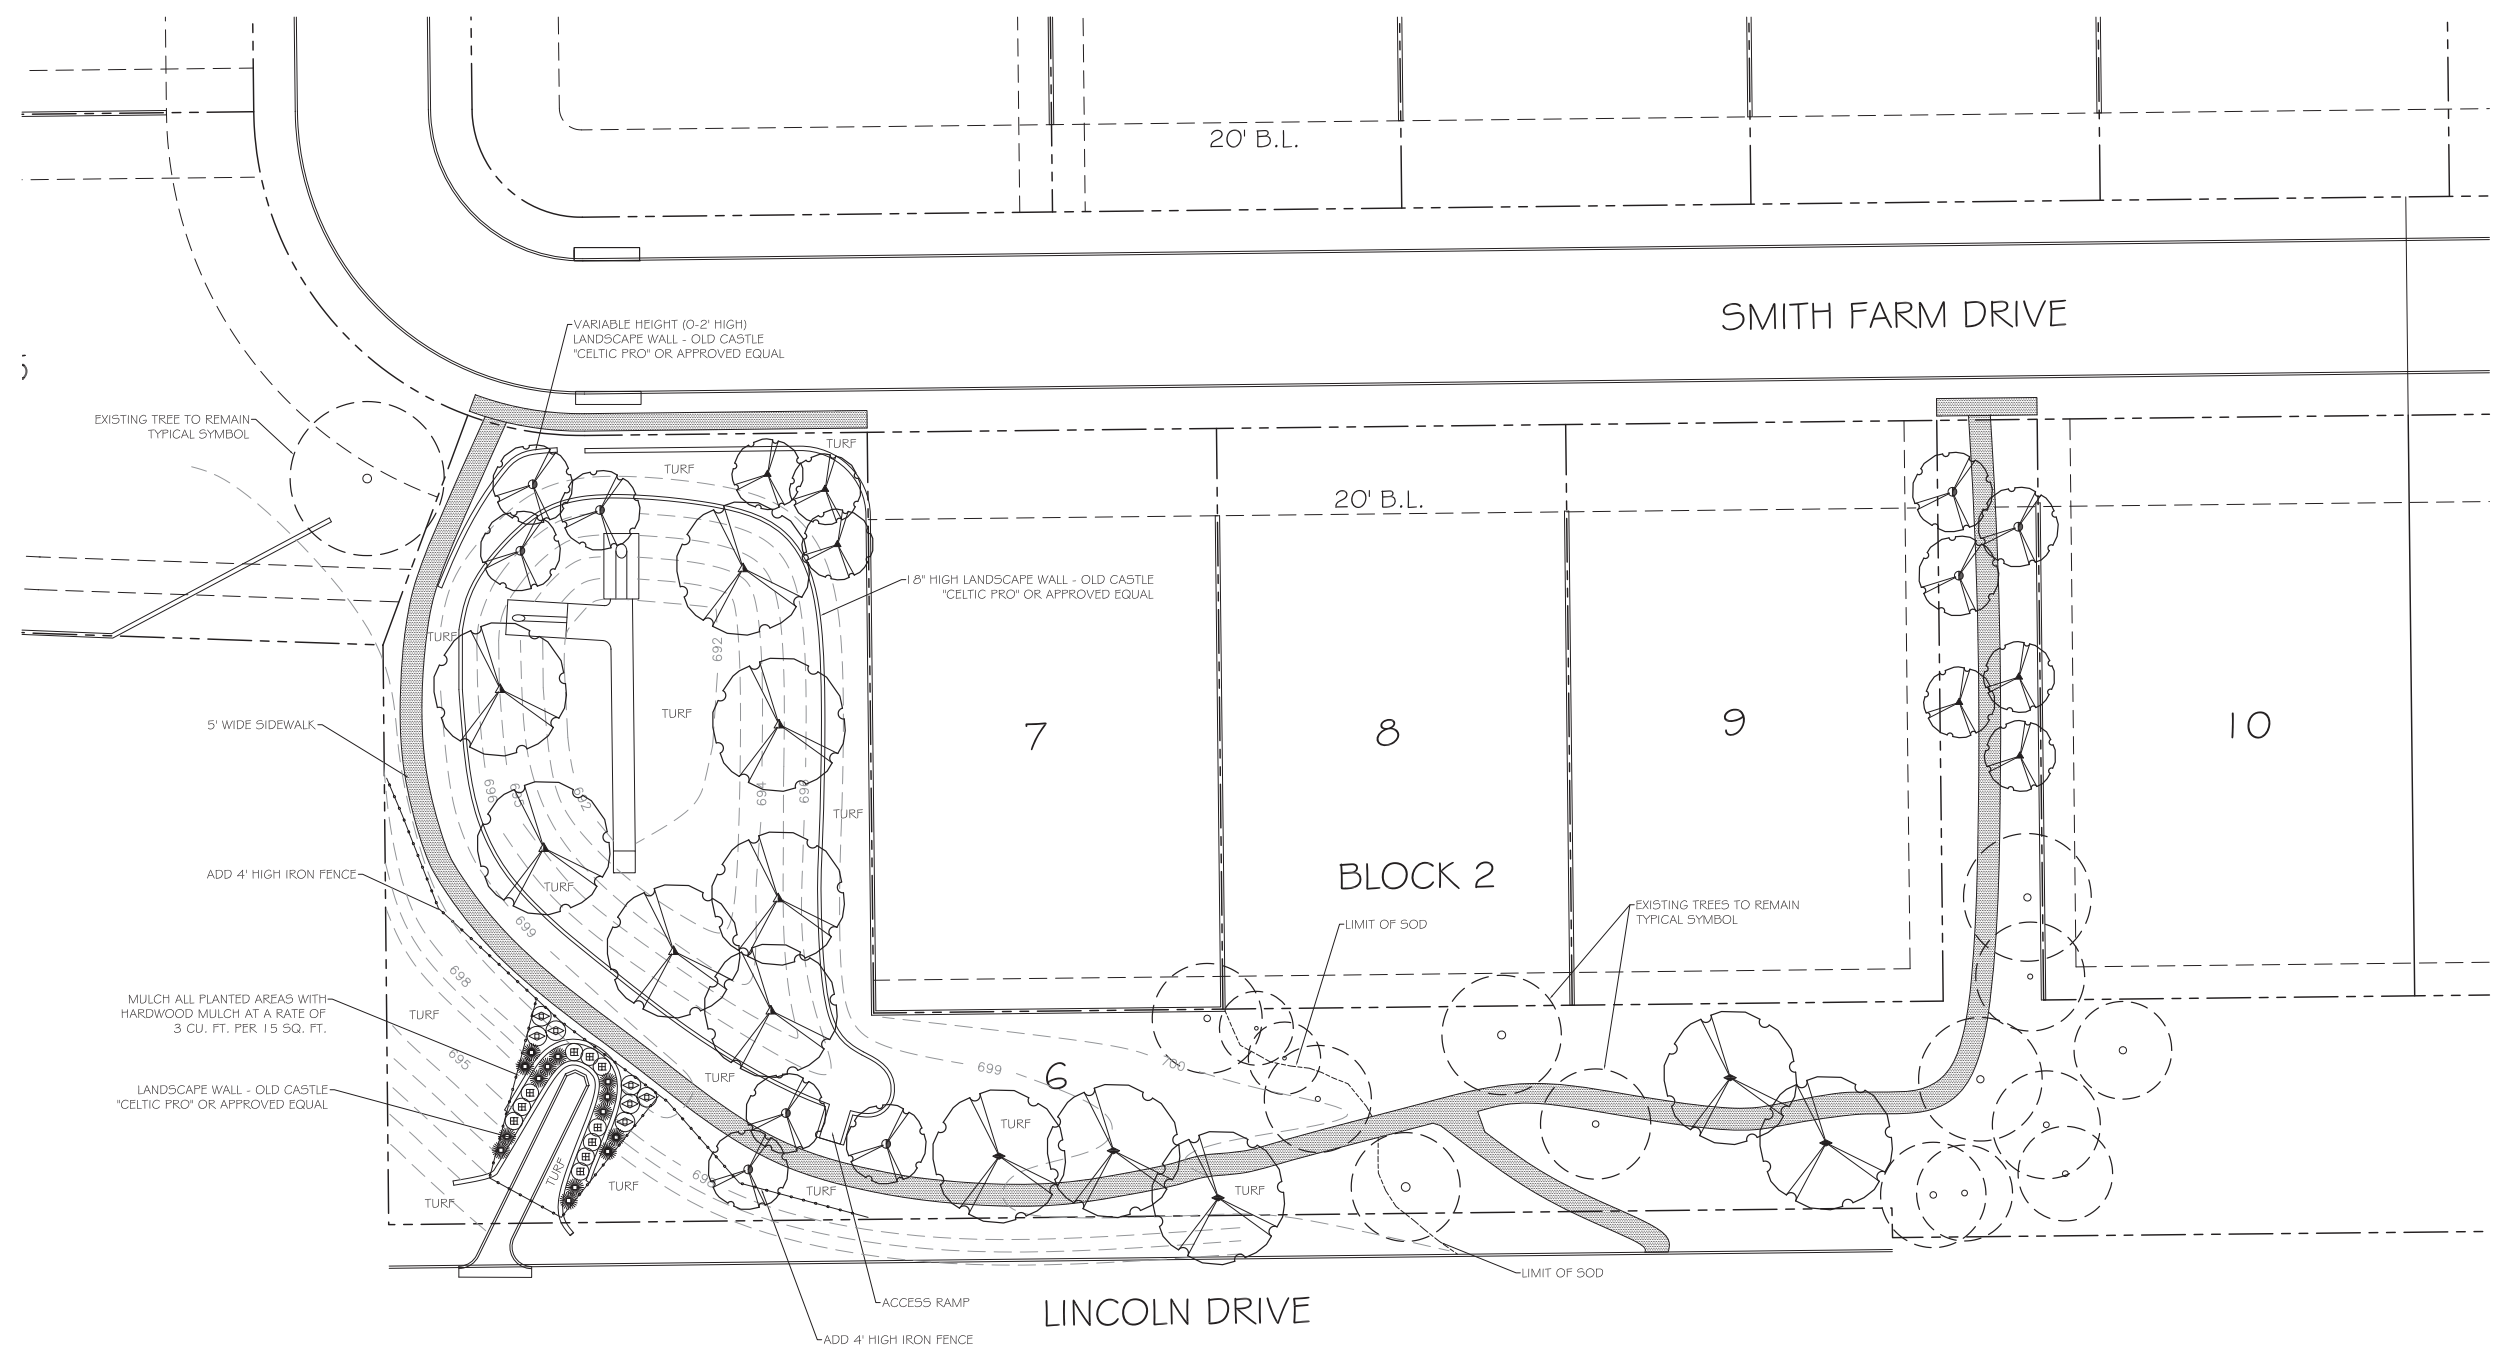 20' B.L.
SMITH FARM DRIVE
VARIABLE HEIGHT (0-2' HIGH)
LANDSCAPE WALL - OLD CASTLE
"CELTIC PRO" OR APPROVED EQUAL
EXISTING TREE TO REMAIN
TYPICAL SYMBOL
TURF
TURF
20' B.L.
18" HIGH LANDSCAPE WALL - OLD CASTLE
"CELTIC PRO" OR APPROVED EQUAL
TURF
692
TURF
5' WIDE SIDEWALK
7
8
9
10
696
695
692
694
TURF
BLOCK 2
ADD 4' HIGH IRON FENCE
TURF
699
LIMIT OF SOD
EXISTING TREES TO REMAIN
TYPICAL SYMBOL
698
MULCH ALL PLANTED AREAS WITH
HARDWOOD MULCH AT A RATE OF
3 CU. FT. PER 15 SQ. FT.
TURF
695
TURF
699
6
700
LANDSCAPE WALL - OLD CASTLE
"CELTIC PRO" OR APPROVED EQUAL
TURF
TURF
TURF
TURF
TURF
TURF
LIMIT OF SOD
ACCESS RAMP
LINCOLN DRIVE
ADD 4' HIGH IRON FENCE